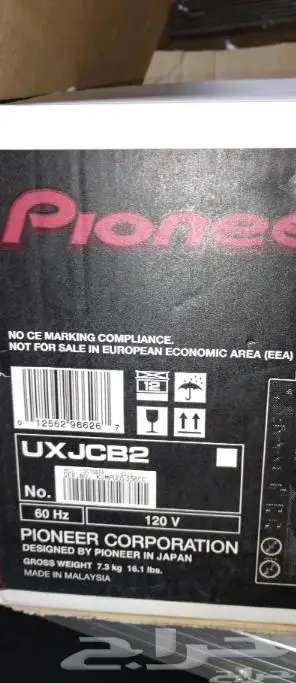 Pioneer
NO CE MARKING COMPLIANCE.
NOT FOR SALE IN EUROPEAN ECONOMIC AREA (EEA)
12
0 12562 96626 7
UXJCB2
No.
60 Hz 120 V
PIONEER CORPORATION
DESIGNED BY PIONEER IN JAPAN
GROSS WEIGHT 7.3 kg 16.1 lbs.
MADE IN MALAYSIA
حراج